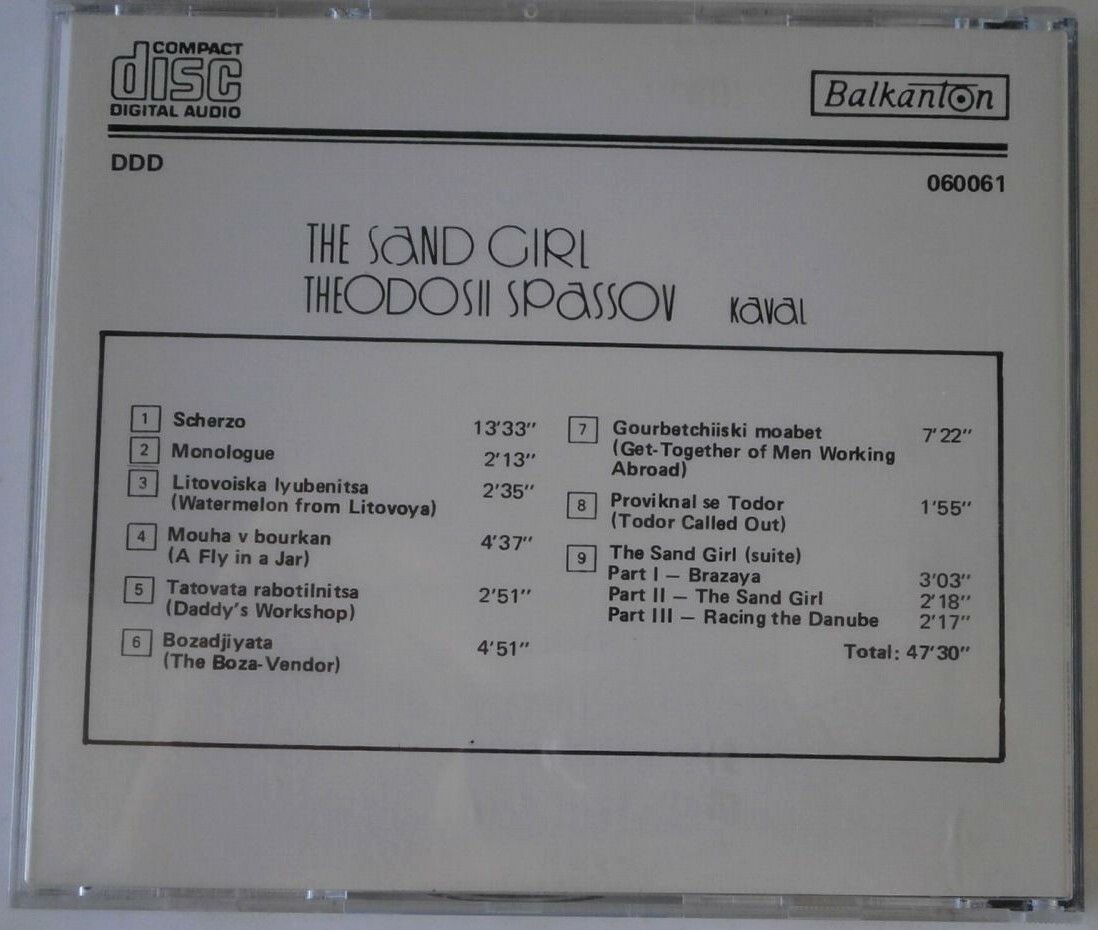 COMPACT
disc
DIGITAL AUDIO
Balkanton
DDD
060061
THE SAND GIRL
THEODOSII SPASSOV KAVAL
1 Scherzo 13'33"
2 Monologue 2'13"
3 Litovoiska lyubenitsa 2'35"
(Watermelon from Litovoya)
4 Mouha v bourkan 4'37"
(A Fly in a Jar)
5 Tatovata rabotilnitsa 2'51"
(Daddy's Workshop)
6 Bozadjiyata 4'51"
(The Boza-Vendor)
7 Gourbetchiiski moabet 7'22"
(Get-Together of Men Working
Abroad)
8 Proviknal se Todor 1'55"
(Todor Called Out)
9 The Sand Girl (suite)
Part I — Brazaya 3'03"
Part II — The Sand Girl 2'18"
Part III — Racing the Danube 2'17"
Total: 47'30"